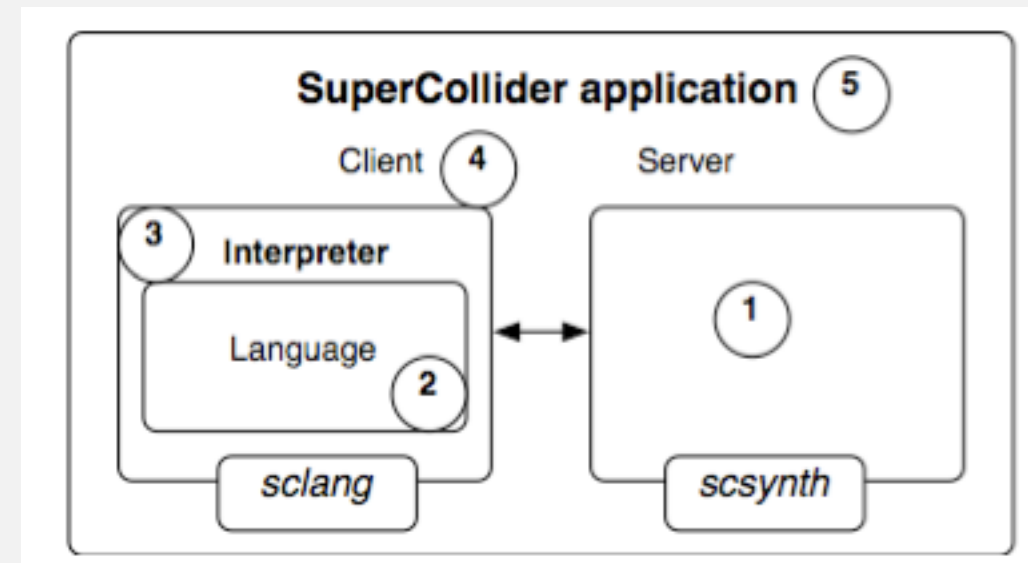 SuperCollider application 5
Client 4 Server
3 Interpreter
1
Language
2
sclang scsynth